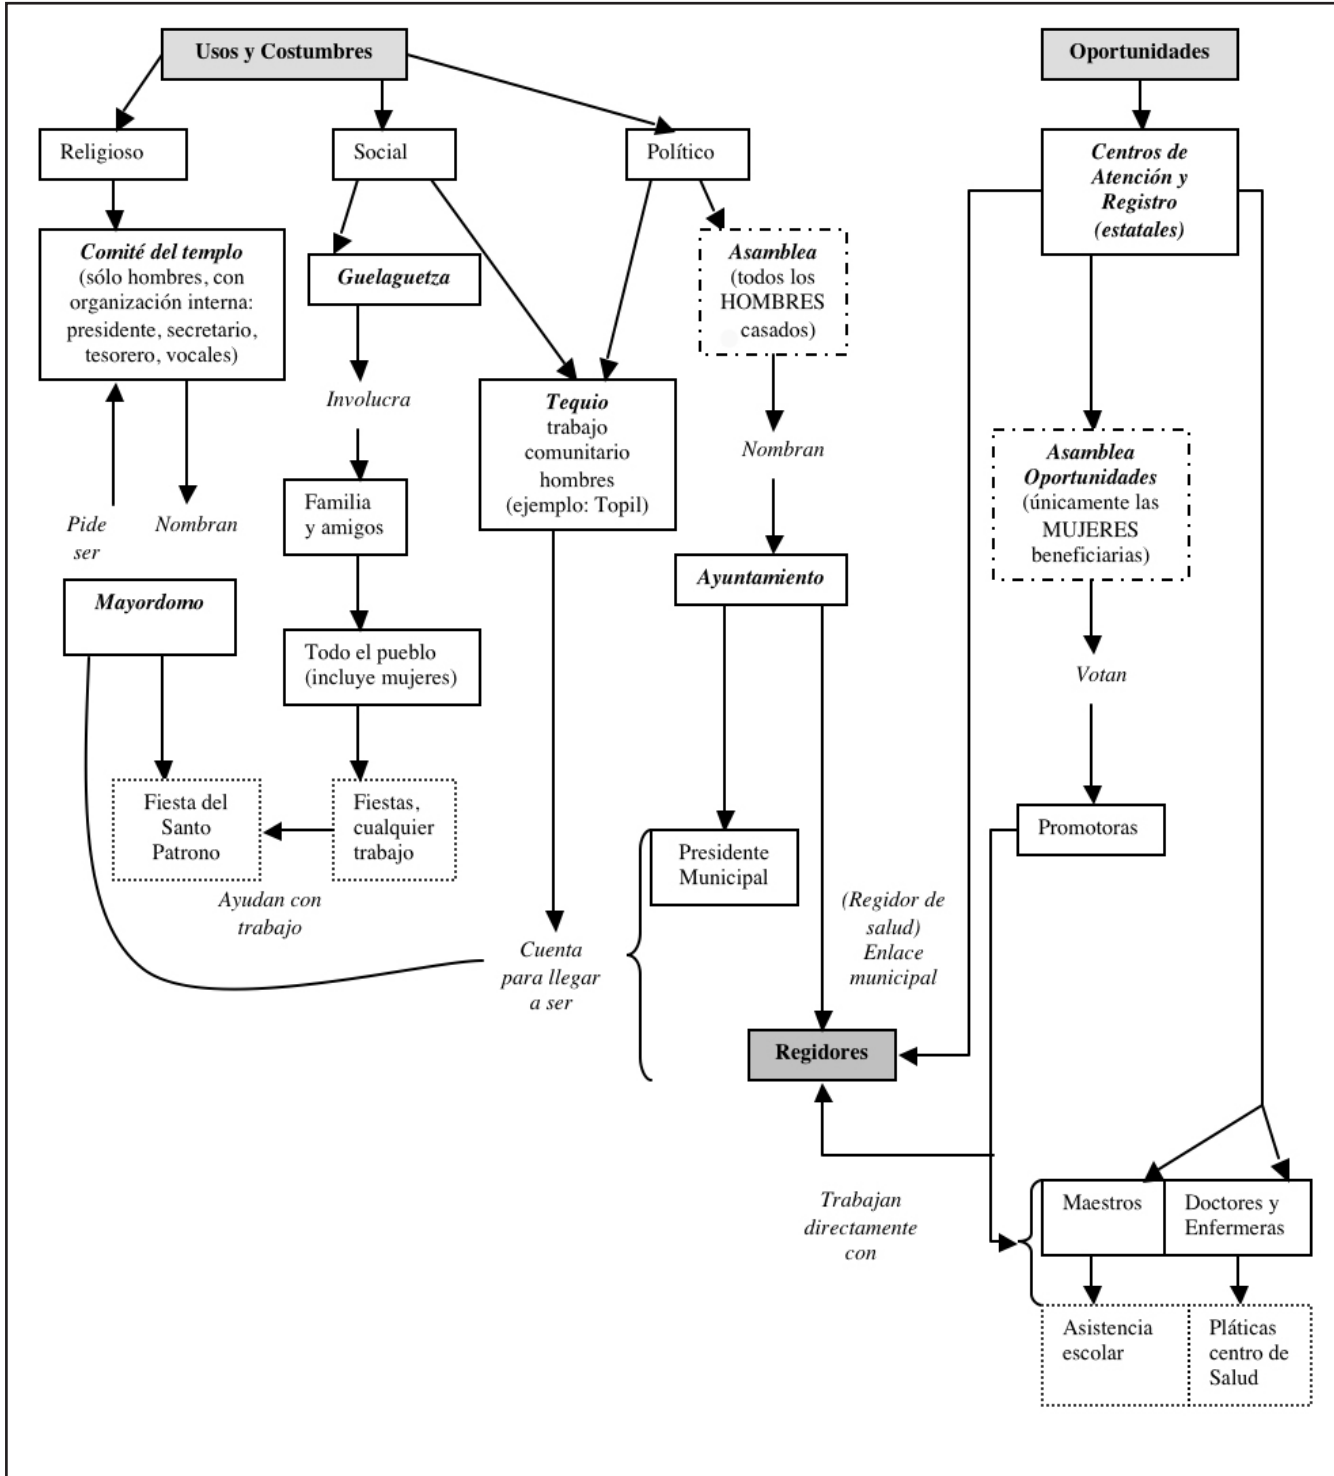 Usos y Costumbres
Oportunidades
Religioso
Social
Político
Centros de
Atención y
Registro
(estatales)
Comité del templo
(sólo hombres, con
organización interna:
presidente, secretario,
tesorero, vocales)
Guelaguetza
Asamblea
(todos los
HOMBRES
casados)
Involucra
Tequio
trabajo
comunitario
hombres
(ejemplo: Topil)
Nombran
Asamblea
Oportunidades
(únicamente las
MUJERES
beneficiarias)
Pide
ser
Nombran
Familia
y amigos
Mayordomo
Ayuntamiento
Todo el pueblo
(incluye mujeres)
Votan
Fiesta del
Santo
Patrono
Fiestas,
cualquier
trabajo
Presidente
Municipal
Promotoras
Ayudan con
trabajo
Cuenta
para llegar
a ser
(Regidor de
salud)
Enlace
municipal
Regidores
Trabajan
directamente
con
Maestros
Doctores y
Enfermeras
Asistencia
escolar
Pláticas
centro de
Salud